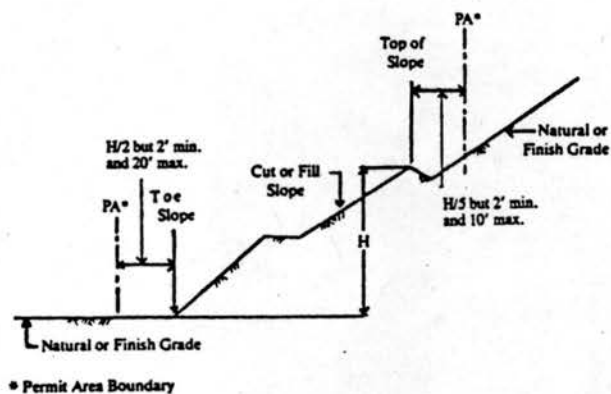 PA*
Top of
Slope
Natural or
Finish Grade
H/2 but 2' min.
and 20' max.
Cut or Fill
Slope
H/5 but 2' min.
and 10' max.
PA*
Toe
Slope
H
Natural or Finish Grade
* Permit Area Boundary